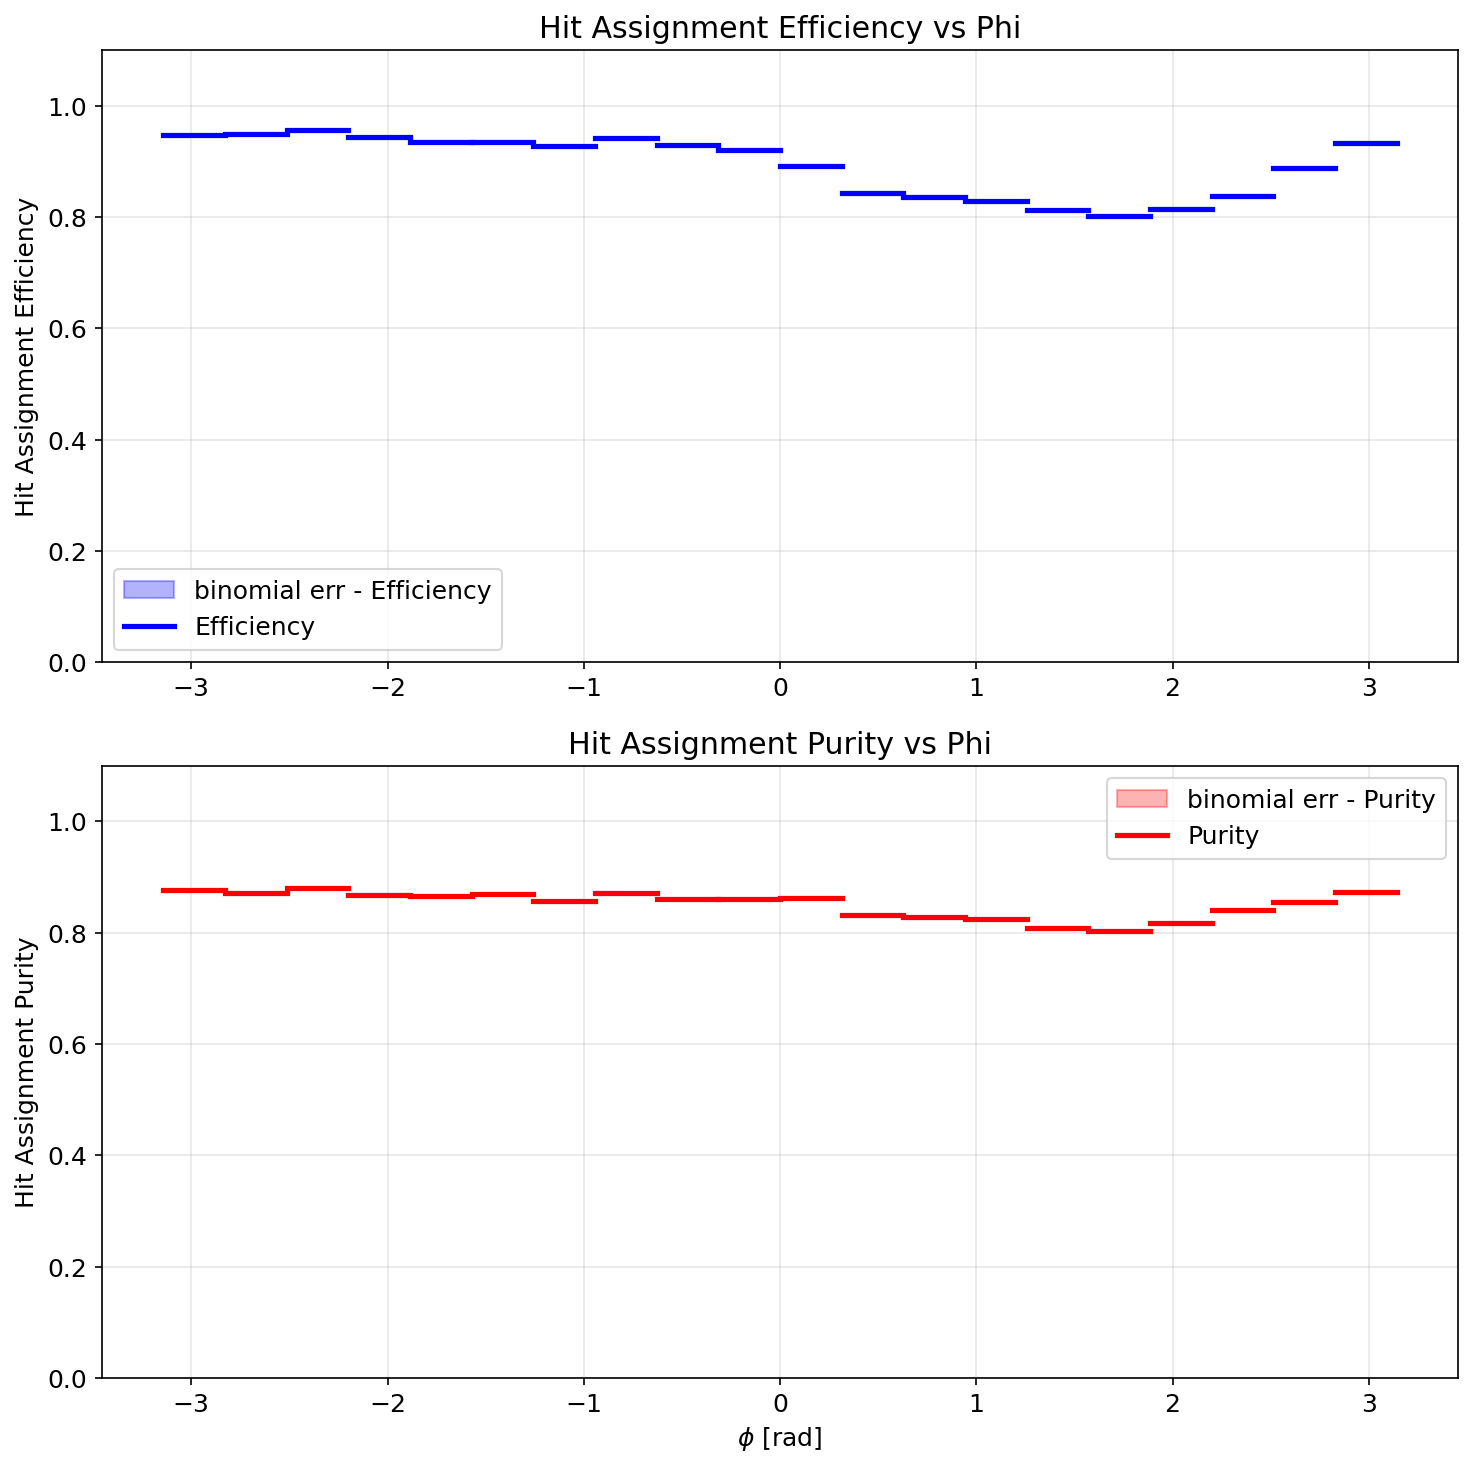 Hit Assignment Efficiency vs Phi
Hit Assignment Efficiency
1.0
0.8
0.6
0.4
0.2
0.0
binomial err - Efficiency
Efficiency
−3 −2 −1 0 1 2 3
Hit Assignment Purity vs Phi
Hit Assignment Purity
1.0
0.8
0.6
0.4
0.2
0.0
binomial err - Purity
Purity
−3 −2 −1 0 1 2 3
ϕ [rad]